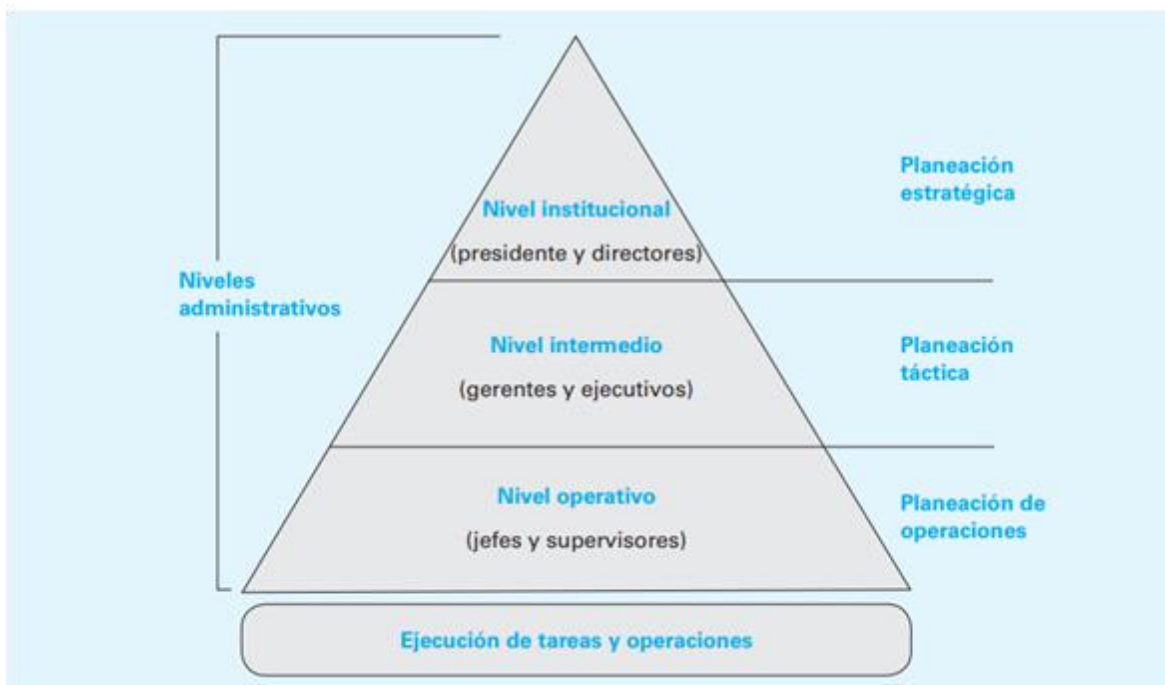 Planeación
estratégica
Nivel institucional
(presidente y directores)
Niveles
administrativos
Nivel intermedio
(gerentes y ejecutivos)
Planeación
táctica
Nivel operativo
(jefes y supervisores)
Planeación de
operaciones
Ejecución de tareas y operaciones